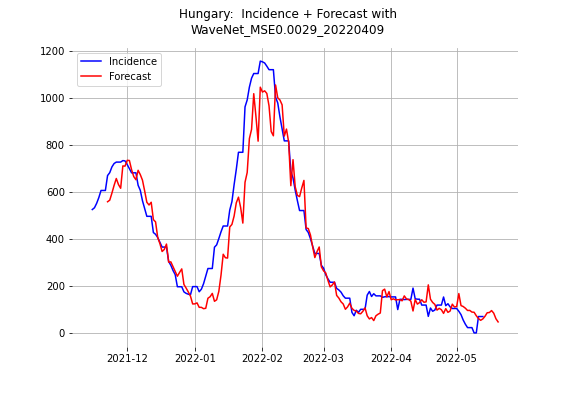 Hungary:  Incidence + Forecast with
WaveNet_MSE0.0029_20220409
1200
Incidence
Forecast
1000
800
600
400
200
0
2021-12 2022-01 2022-02 2022-03 2022-04 2022-05